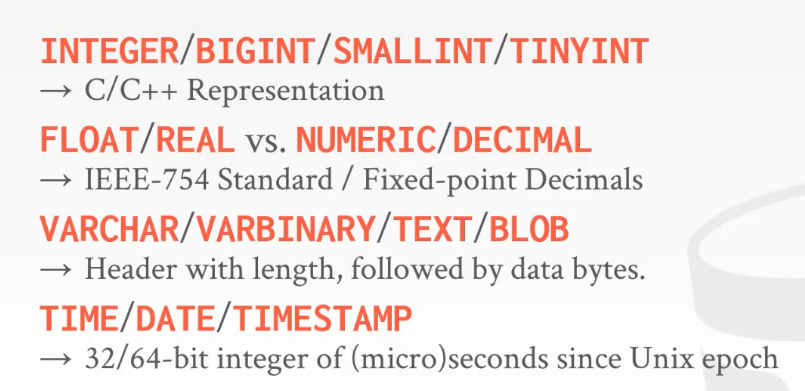 INTEGER/BIGINT/SMALLINT/TINYINT
→ C/C++ Representation
FLOAT/REAL vs. NUMERIC/DECIMAL
→ IEEE-754 Standard / Fixed-point Decimals
VARCHAR/VARBINARY/TEXT/BLOB
→ Header with length, followed by data bytes.
TIME/DATE/TIMESTAMP
→ 32/64-bit integer of (micro)seconds since Unix epoch